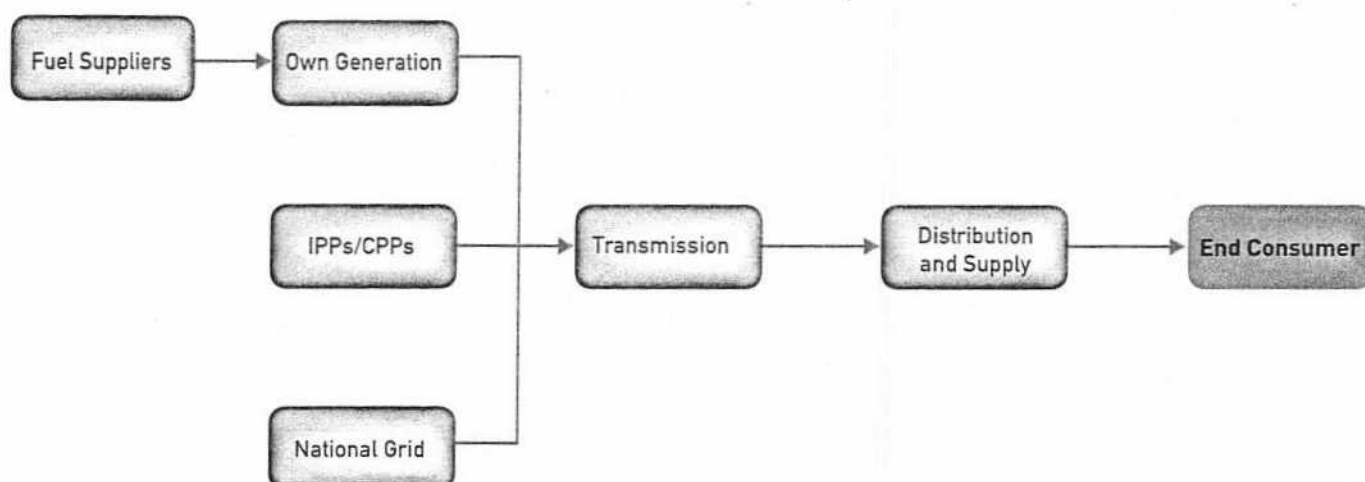 Fuel Suppliers
Own Generation
IPPs/CPPs
Transmission
Distribution
and Supply
End Consumer
National Grid